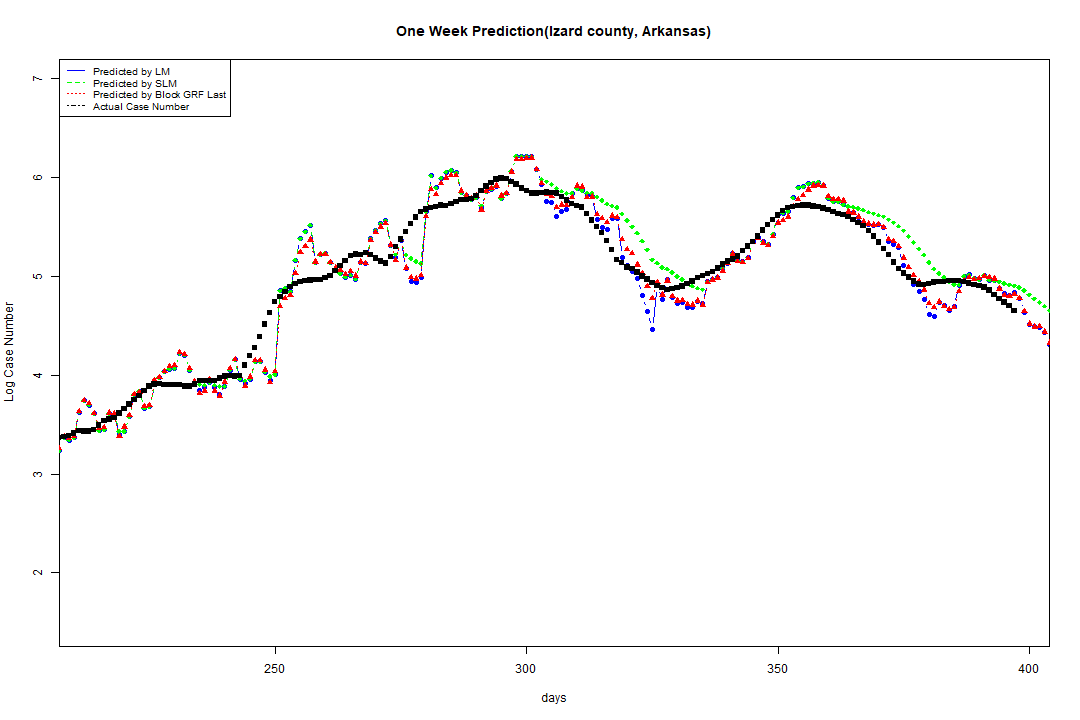 One Week Prediction(Izard county, Arkansas)
Predicted by LM
Predicted by SLM
Predicted by Block GRF Last
Actual Case Number
7
6
5
4
3
2
Log Case Number
250
300
350
400
days